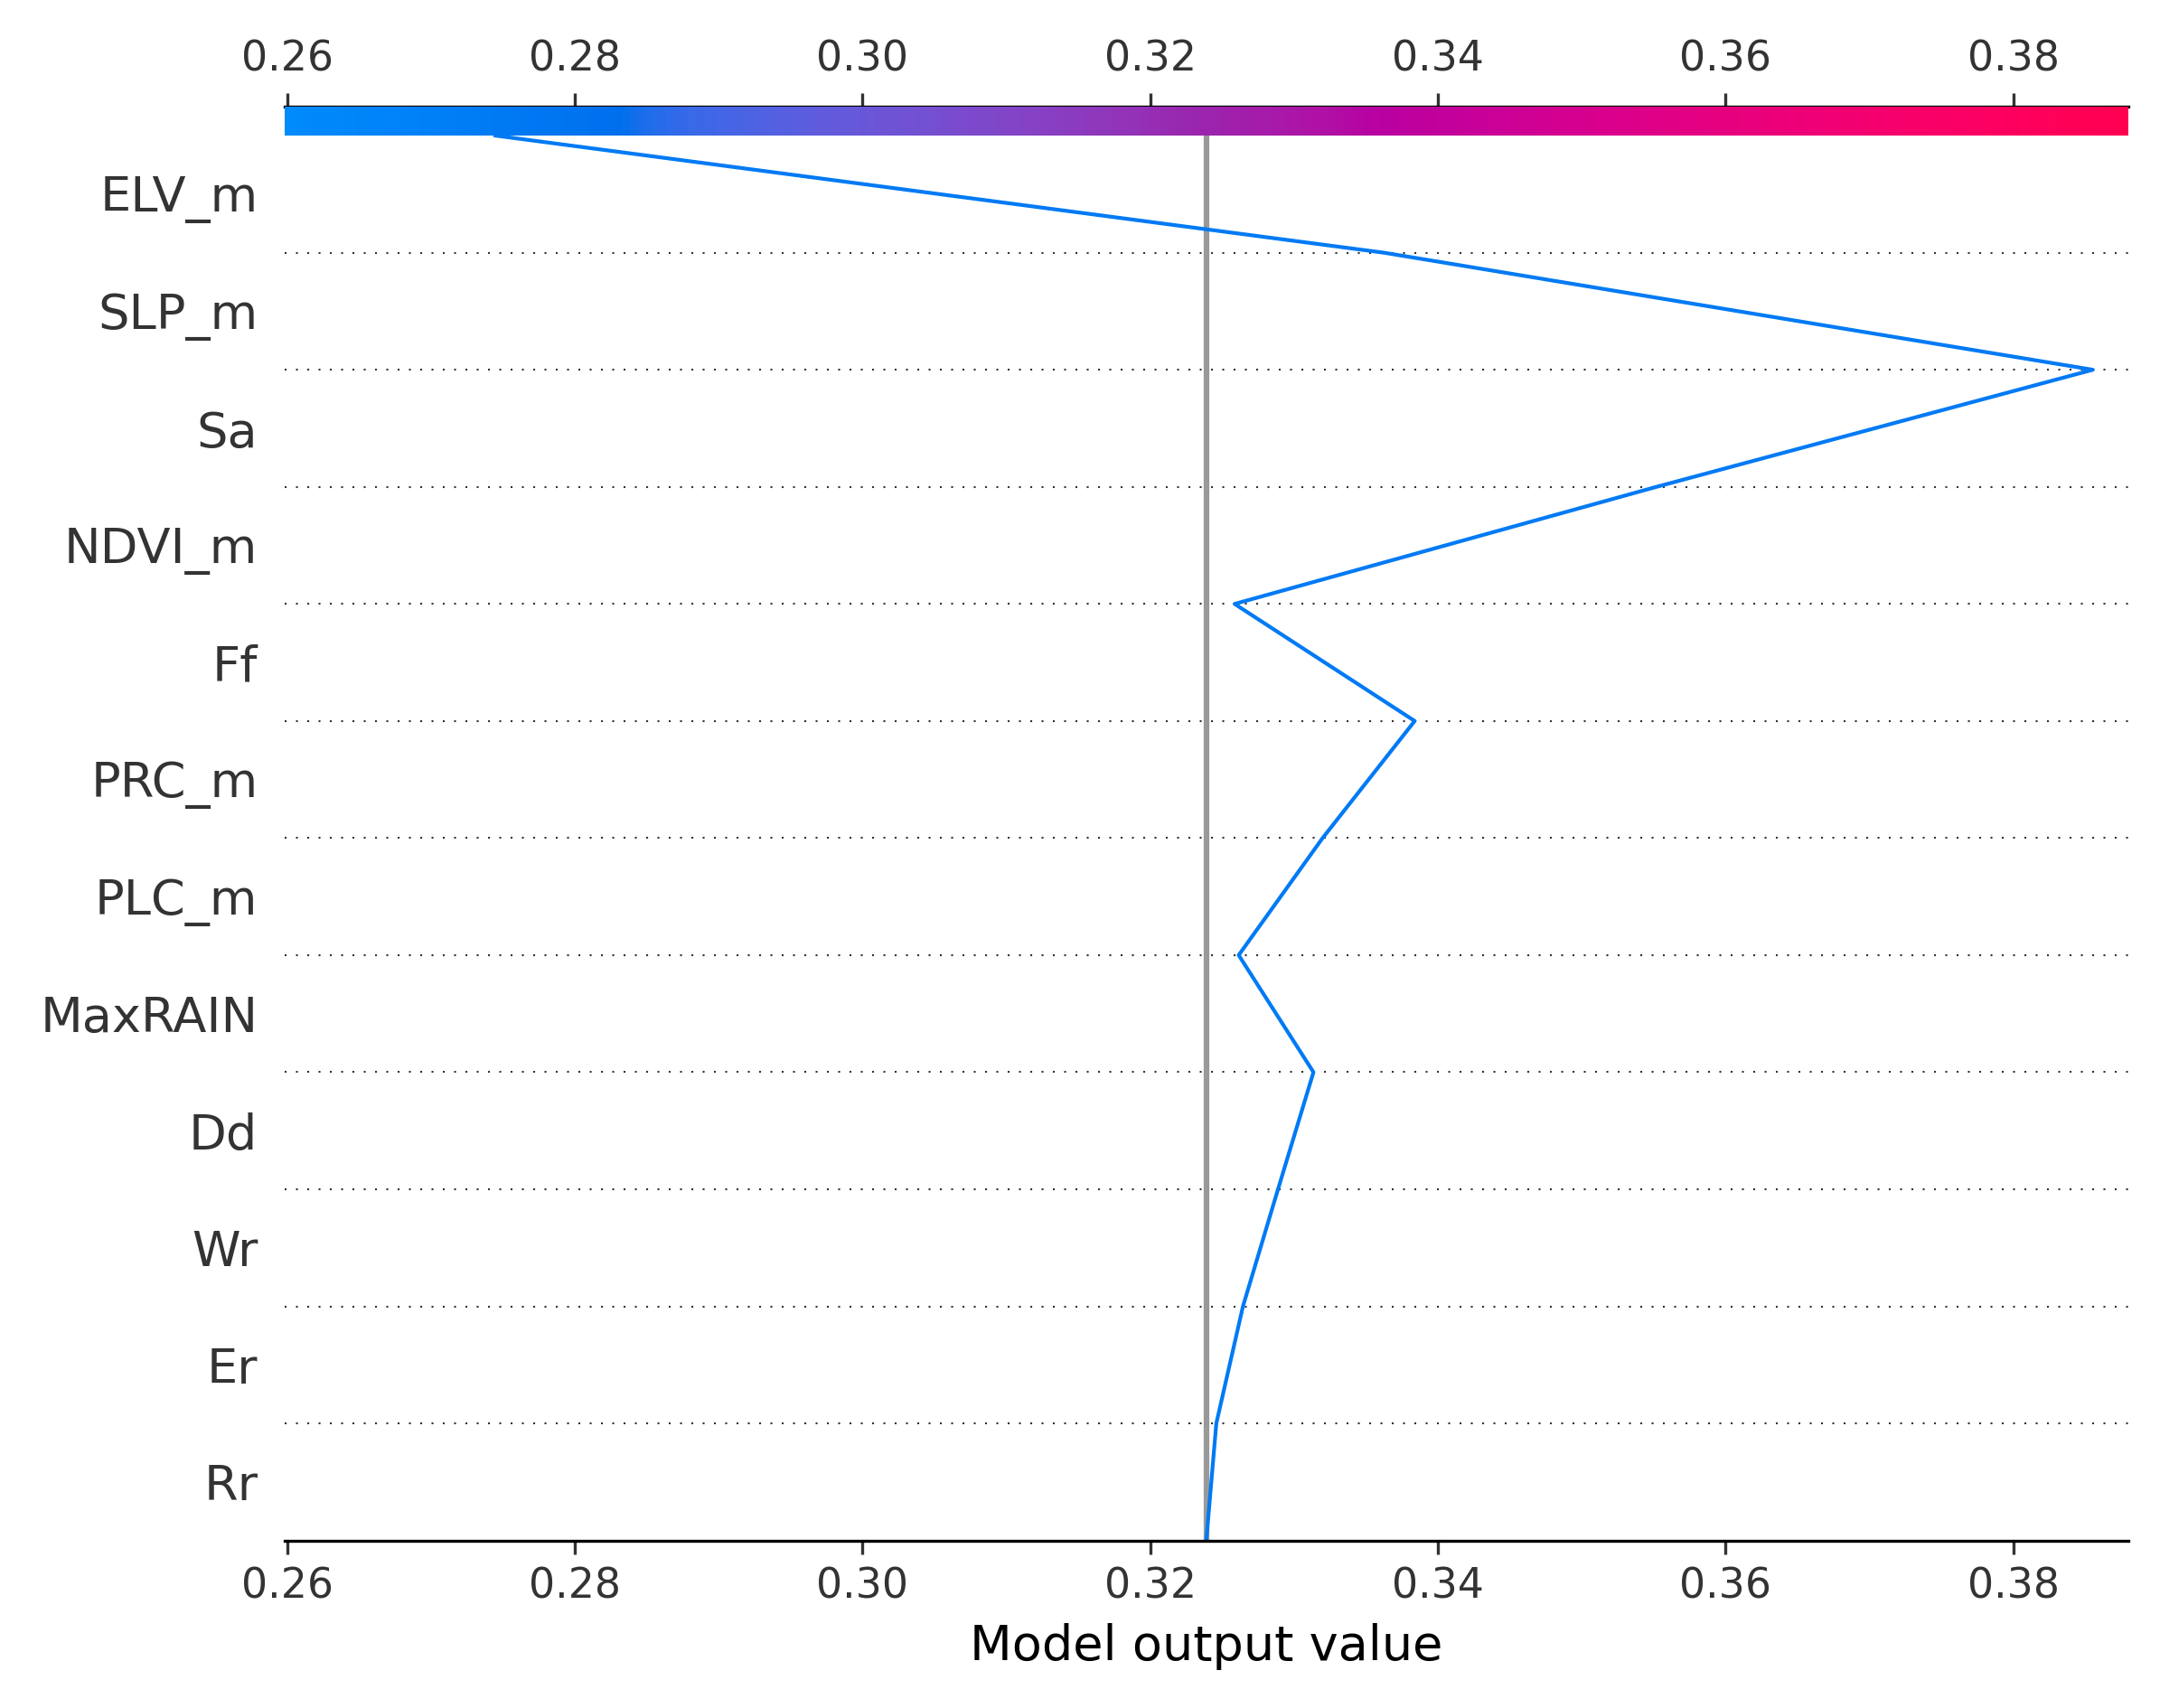 0.26 0.28 0.30 0.32 0.34 0.36 0.38
ELV_m
SLP_m
Sa
NDVI_m
Ff
PRC_m
PLC_m
MaxRAIN
Dd
Wr
Er
Rr
0.26 0.28 0.30 0.32 0.34 0.36 0.38
Model output value